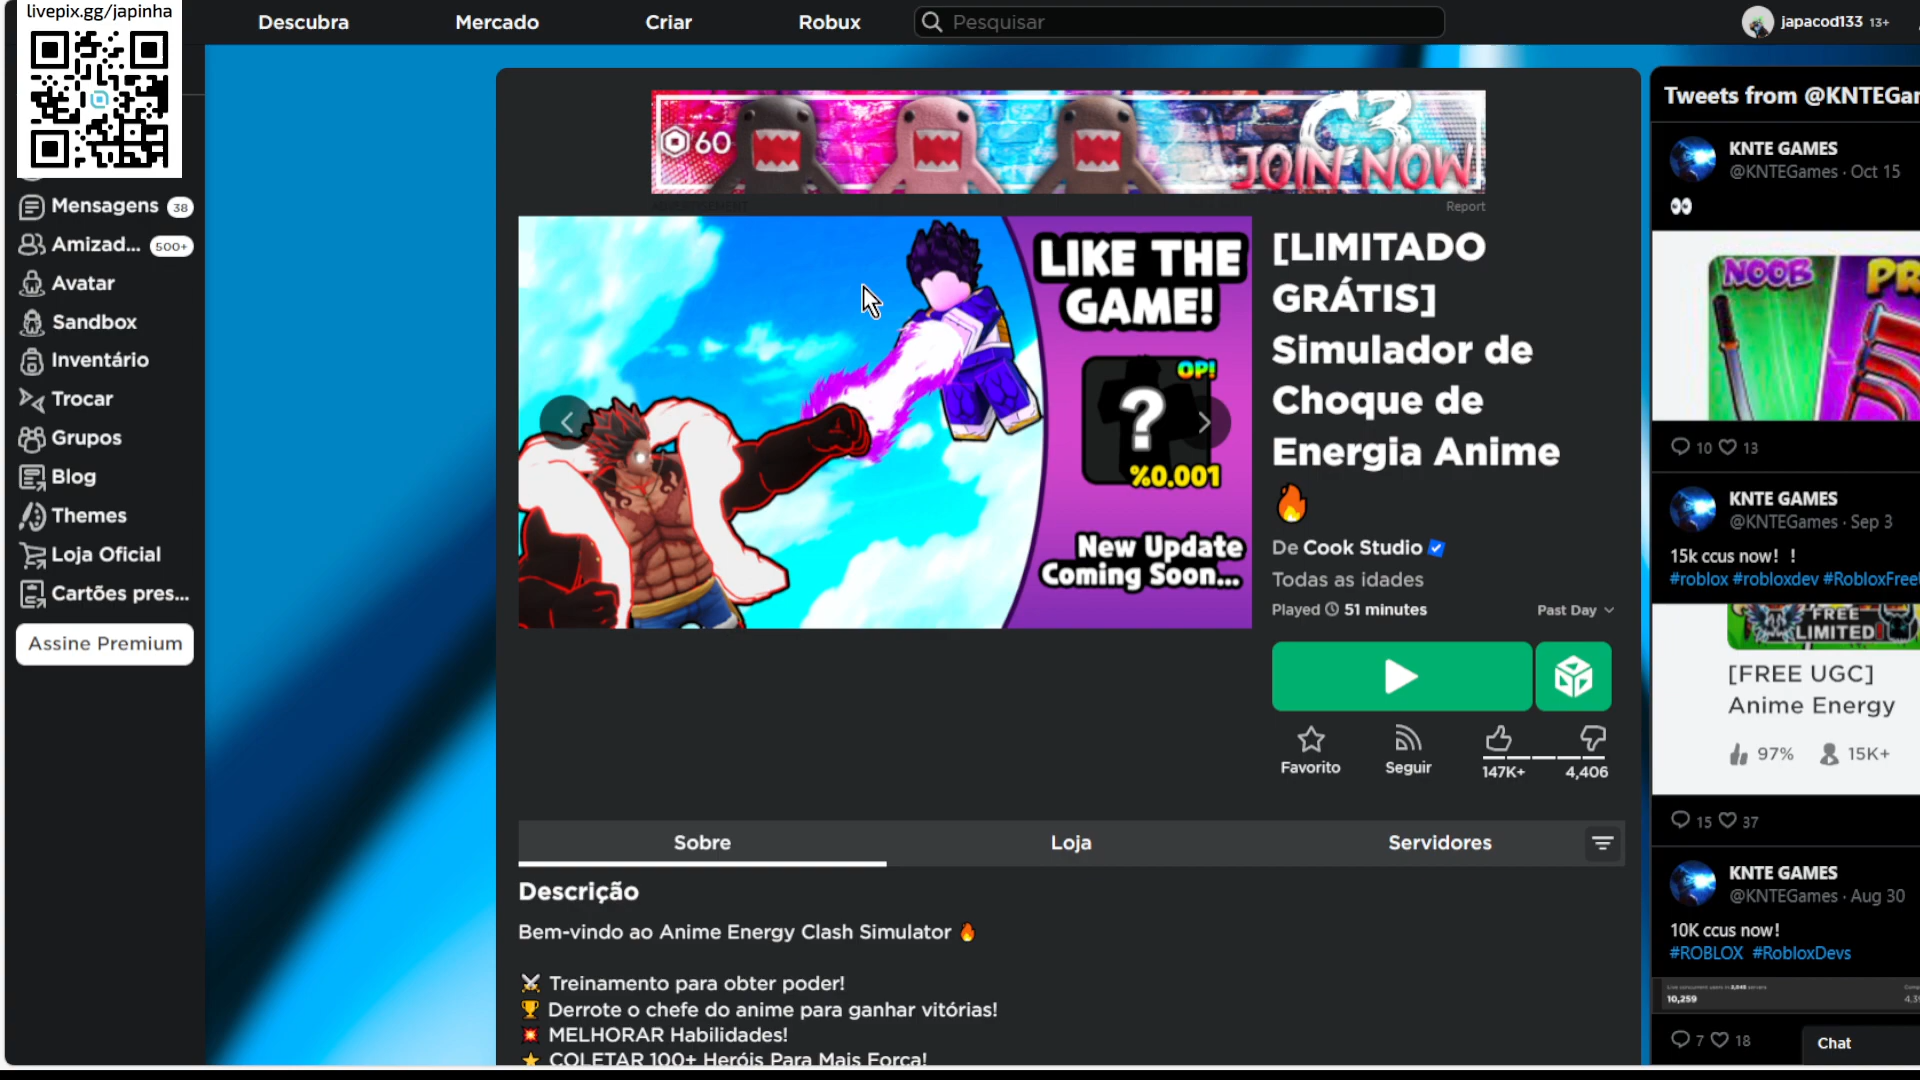 livepix.gg/japinha
Descubra
Mercado
Criar
Robux
Pesquisar
japacod133 13+
Mensagens 38
Amizad... 500+
Avatar
Sandbox
Inventário
Trocar
Grupos
Blog
Themes
Loja Oficial
Cartões pres...
Assine Premium
60
C3
JOIN NOW
Report
LIKE THE
GAME!
OP!
?
%0.001
New Update
Coming Soon...
[LIMITADO
GRÁTIS]
Simulador de
Choque de
Energia Anime
🔥
De Cook Studio
Todas as idades
Played 51 minutes
Past Day
Favorito
Seguir
147K+
4,406
Sobre
Loja
Servidores
Descrição
Bem-vindo ao Anime Energy Clash Simulator 🔥
⚔️ Treinamento para obter poder!
🏆 Derrote o chefe do anime para ganhar vitórias!
💥 MELHORAR Habilidades!
⭐ COLETAR 100+ Heróis Para Mais Força!
Tweets from @KNTEGam
KNTE GAMES
@KNTEGames · Oct 15
👀
NOOB
PR
10
13
KNTE GAMES
@KNTEGames · Sep 3
15k ccus now! !
#roblox #robloxdev #RobloxFreel
FREE
LIMITED!
[FREE UGC]
Anime Energy
97%
15K+
15
37
KNTE GAMES
@KNTEGames · Aug 30
10K ccus now!
#ROBLOX #RobloxDevs
10,259
7
18
Chat